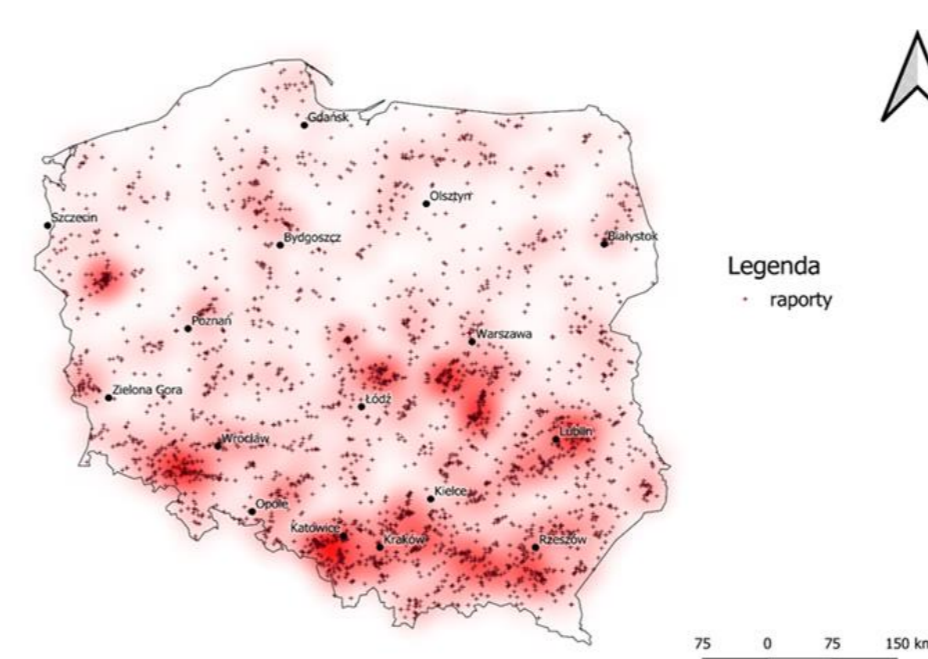 Gdańsk
Olsztyn
Szczecin
Bydgoszcz
Białystok
Legenda
raporty
Poznań
Warszawa
Zielona Gora
Łódź
Wrocław
Lublin
Kielce
Opole
Katowice
Kraków
Rzeszów
75 0 75 150 km